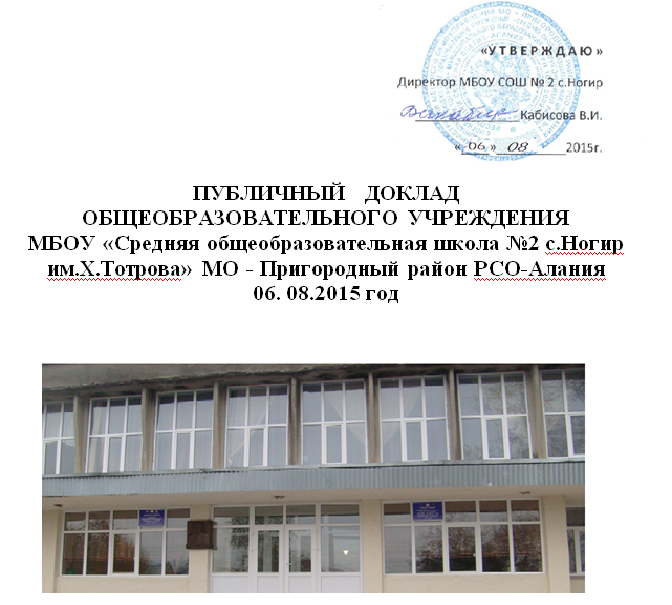 «УТВЕРЖДАЮ»
Директор МБОУ СОШ № 2 с.Ногир
Кабисова В.И.
«06» 08 2015г.
ПУБЛИЧНЫЙ ДОКЛАД
ОБЩЕОБРАЗОВАТЕЛЬНОГО УЧРЕЖДЕНИЯ
МБОУ «Средняя общеобразовательная школа №2 с.Ногир
им.Х.Тотрова» МО - Пригородный район РСО-Алания
06. 08.2015 год